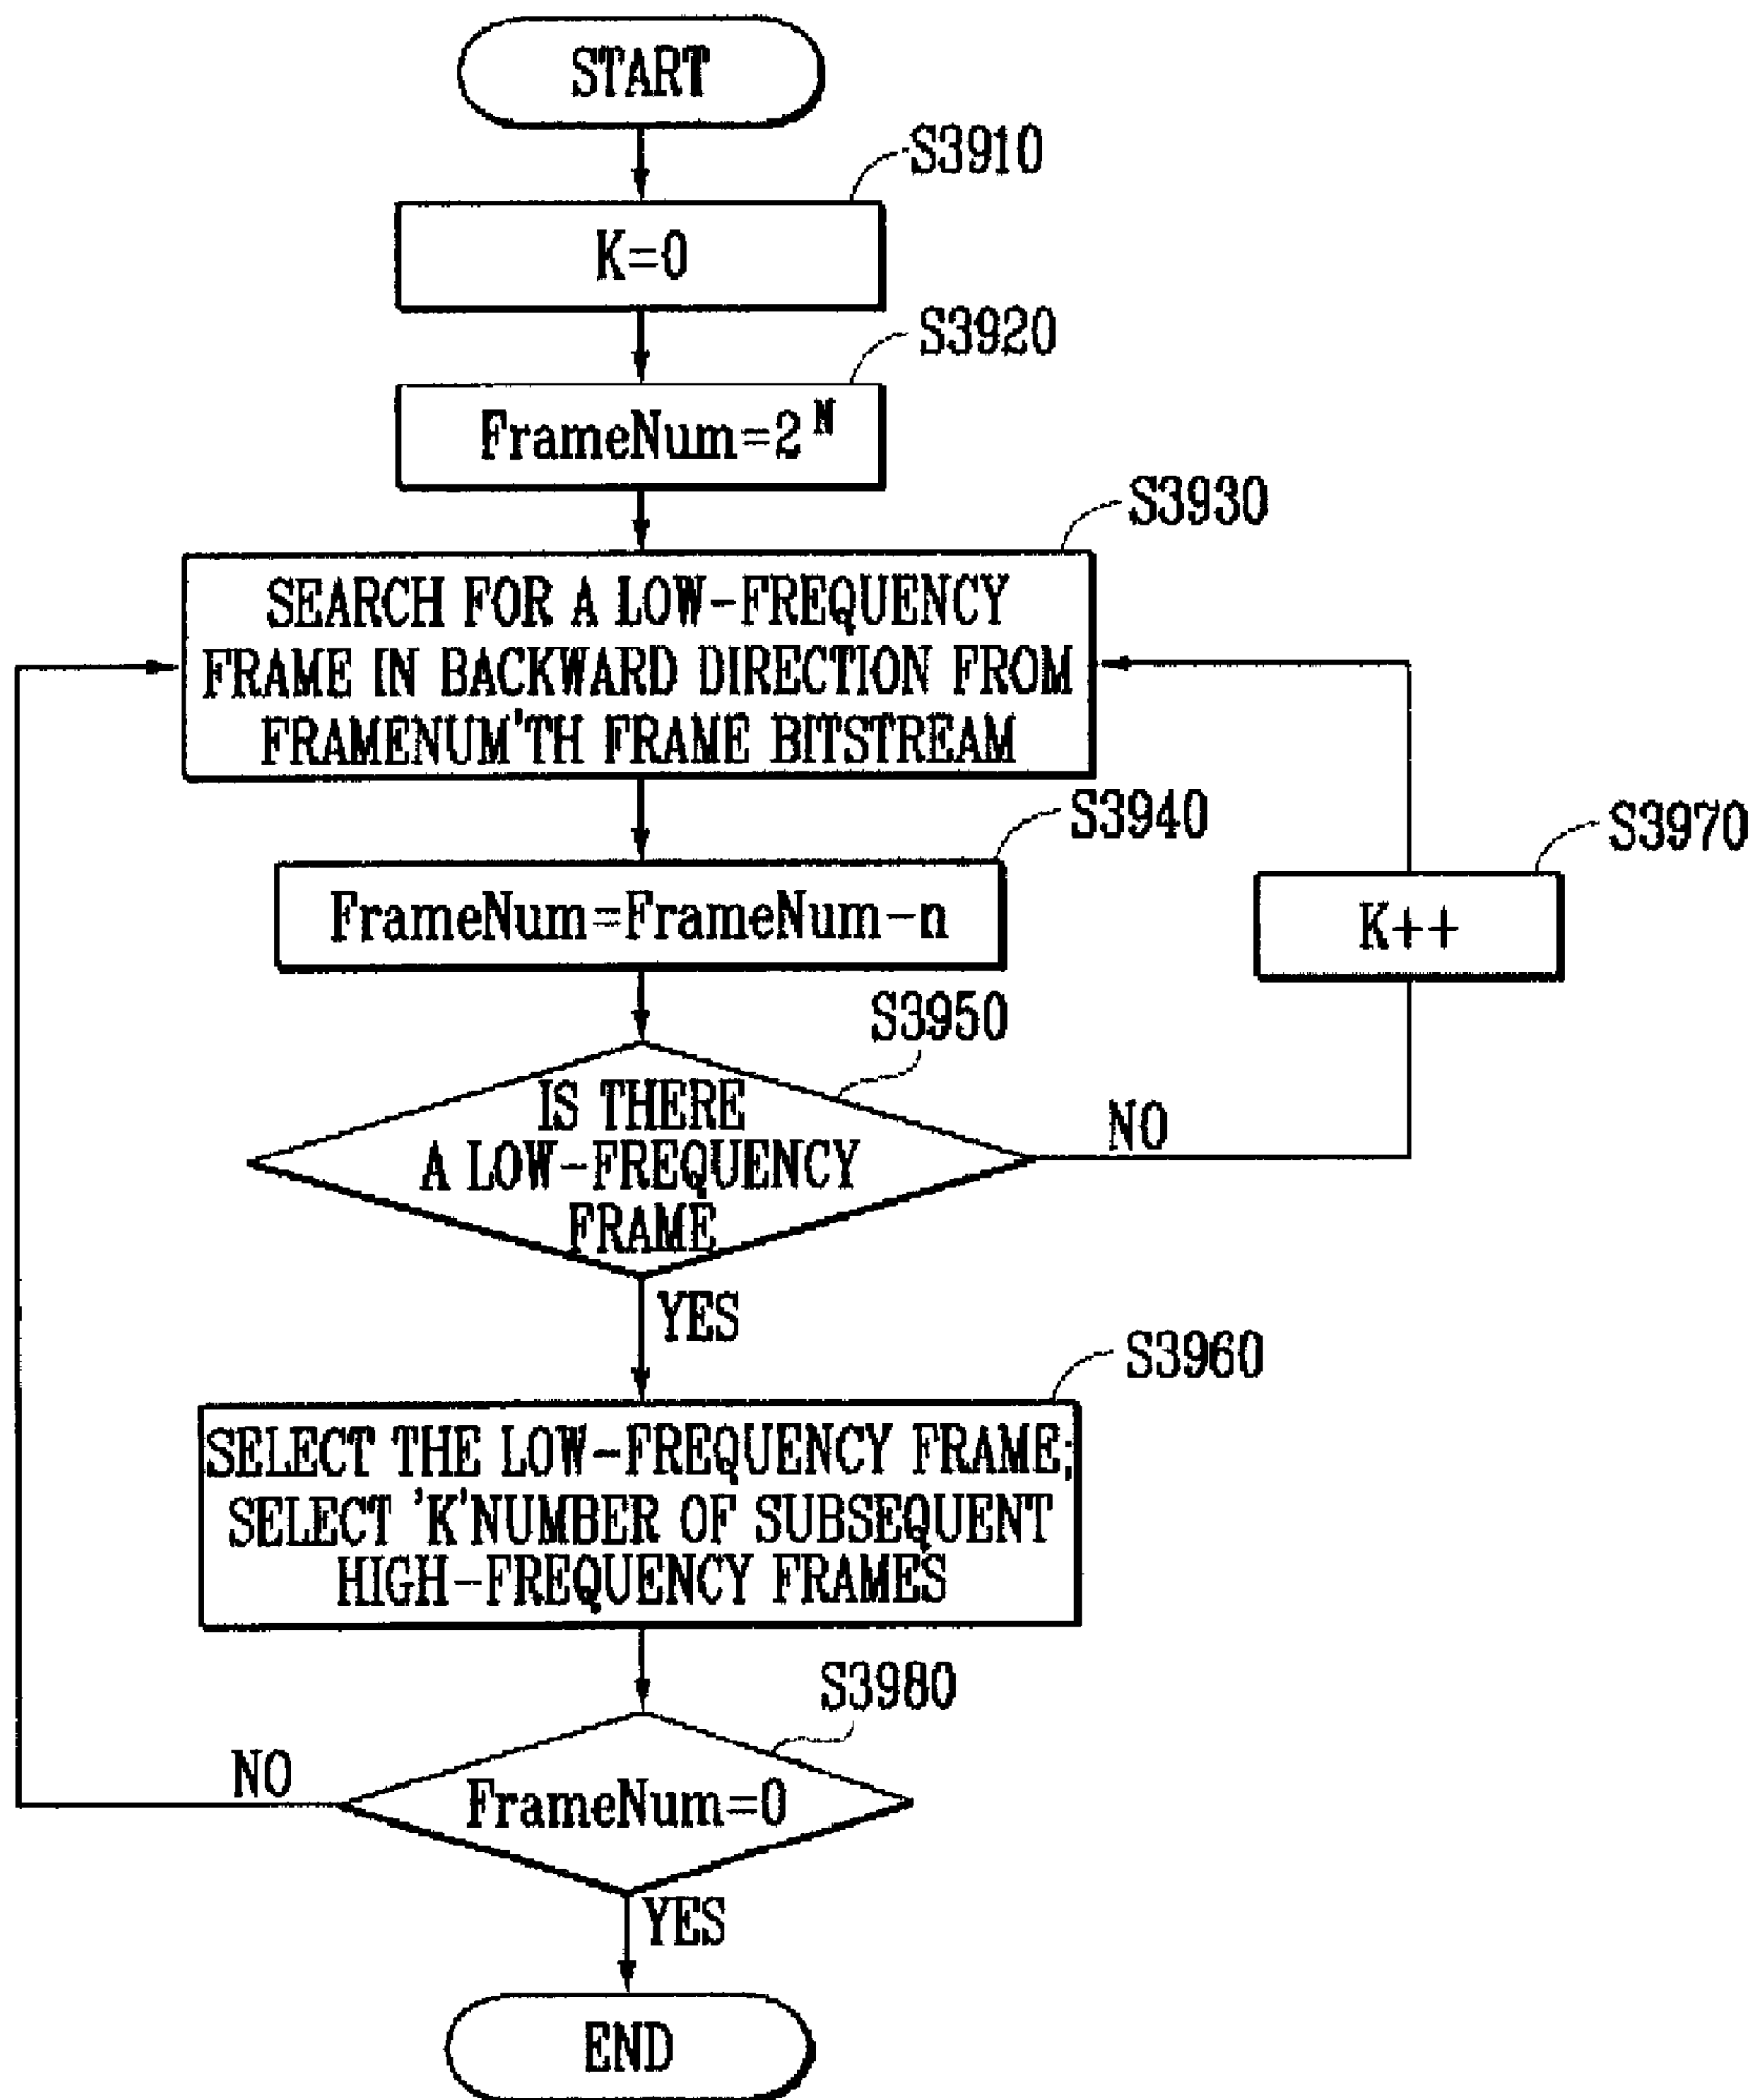 START
S3910
K=0
S3920
FrameNum=2^N
S3930
SEARCH FOR A LOW-FREQUENCY
FRAME IN BACKWARD DIRECTION FROM
FRAMENUM'TH FRAME BITSTREAM
S3940
S3970
FrameNum=FrameNum-n
K++
S3950
IS THERE
A LOW-FREQUENCY
FRAME
NO
YES
S3960
SELECT THE LOW-FREQUENCY FRAME;
SELECT 'K'NUMBER OF SUBSEQUENT
HIGH-FREQUENCY FRAMES
S3980
NO
FrameNum=0
YES
END